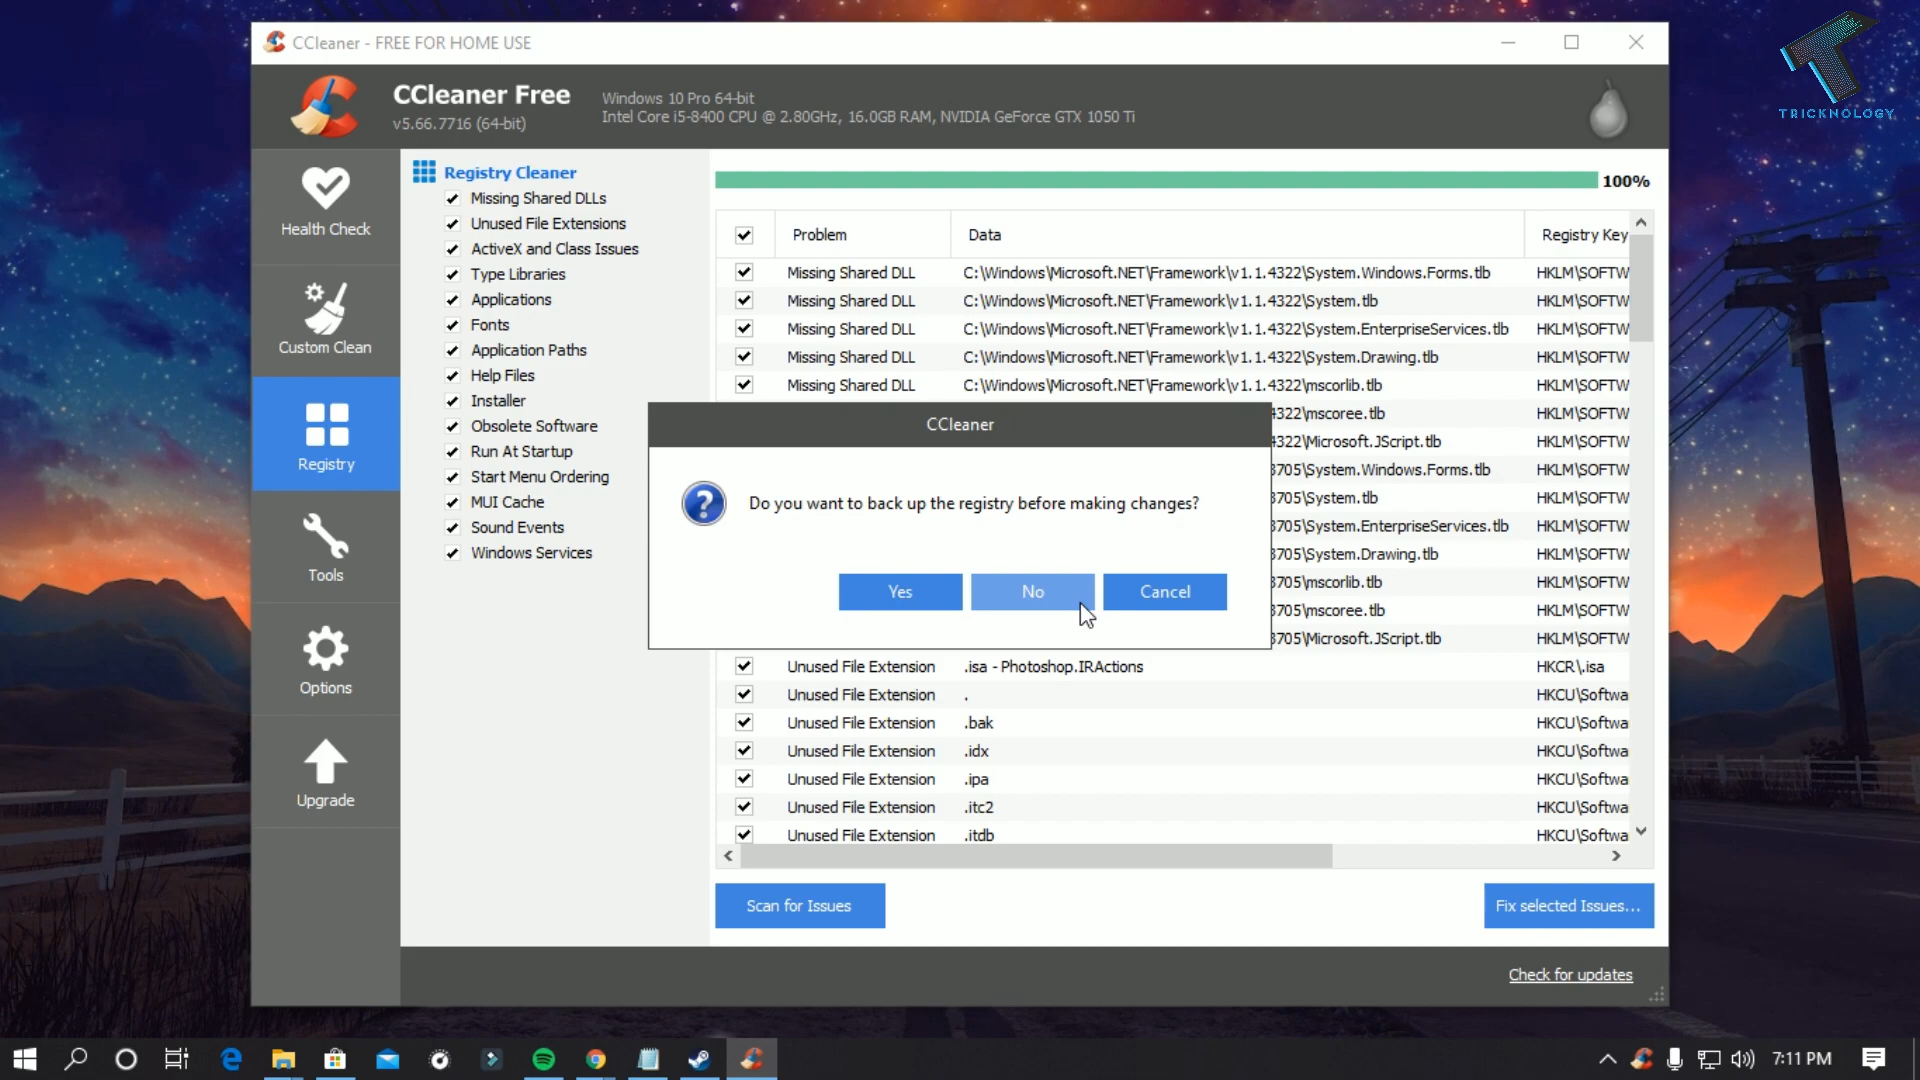 CCleaner - FREE FOR HOME USE
TRICKNOLOGY
CCleaner Free
v5.66.7716 (64-bit)
Windows 10 Pro 64-bit
Intel Core i5-8400 CPU @ 2.80GHz, 16.0GB RAM, NVIDIA GeForce GTX 1050 Ti
Health Check
Custom Clean
Registry
Tools
Options
Upgrade
Registry Cleaner
Missing Shared DLLs
Unused File Extensions
ActiveX and Class Issues
Type Libraries
Applications
Fonts
Application Paths
Help Files
Installer
Obsolete Software
Run At Startup
Start Menu Ordering
MUI Cache
Sound Events
Windows Services
100%
Problem Data Registry Key
Missing Shared DLL C:\Windows\Microsoft.NET\Framework\v1.1.4322\System.Windows.Forms.tlb HKLM\SOFTW
Missing Shared DLL C:\Windows\Microsoft.NET\Framework\v1.1.4322\System.tlb HKLM\SOFTW
Missing Shared DLL C:\Windows\Microsoft.NET\Framework\v1.1.4322\System.EnterpriseServices.tlb HKLM\SOFTW
Missing Shared DLL C:\Windows\Microsoft.NET\Framework\v1.1.4322\System.Drawing.tlb HKLM\SOFTW
Missing Shared DLL C:\Windows\Microsoft.NET\Framework\v1.1.4322\mscorlib.tlb HKLM\SOFTW
4322\mscoree.tlb HKLM\SOFTW
4322\Microsoft.JScript.tlb HKLM\SOFTW
3705\System.Windows.Forms.tlb HKLM\SOFTW
3705\System.tlb HKLM\SOFTW
3705\System.EnterpriseServices.tlb HKLM\SOFTW
3705\System.Drawing.tlb HKLM\SOFTW
3705\mscorlib.tlb HKLM\SOFTW
3705\mscoree.tlb HKLM\SOFTW
3705\Microsoft.JScript.tlb HKLM\SOFTW
Unused File Extension .isa - Photoshop.IRActions HKCR\.isa
Unused File Extension . HKCU\Softwa
Unused File Extension .bak HKCU\Softwa
Unused File Extension .idx HKCU\Softwa
Unused File Extension .ipa HKCU\Softwa
Unused File Extension .itc2 HKCU\Softwa
Unused File Extension .itdb HKCU\Softwa
CCleaner
Do you want to back up the registry before making changes?
Yes No Cancel
Scan for Issues
Fix selected Issues...
Check for updates
7:11 PM